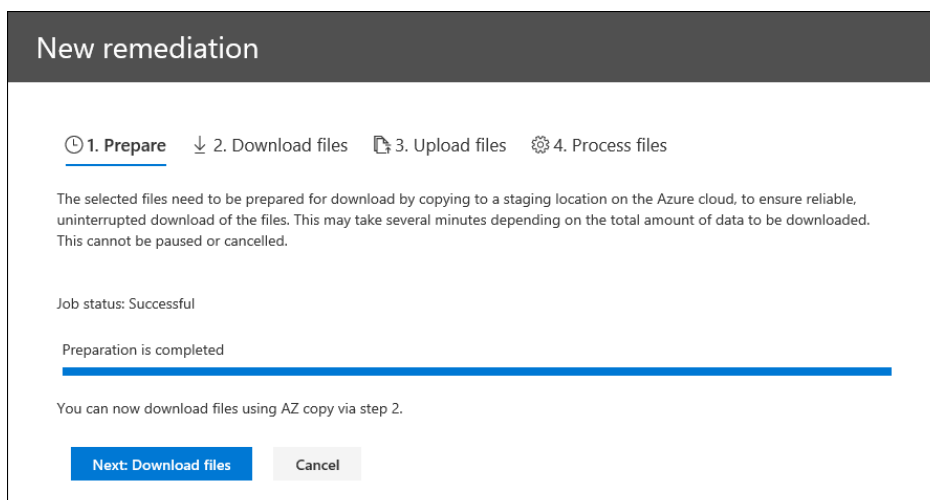 New remediation
1. Prepare
2. Download files
3. Upload files
4. Process files
The selected files need to be prepared for download by copying to a staging location on the Azure cloud, to ensure reliable,
uninterrupted download of the files. This may take several minutes depending on the total amount of data to be downloaded.
This cannot be paused or cancelled.
Job status: Successful
Preparation is completed
You can now download files using AZ copy via step 2.
Next: Download files
Cancel